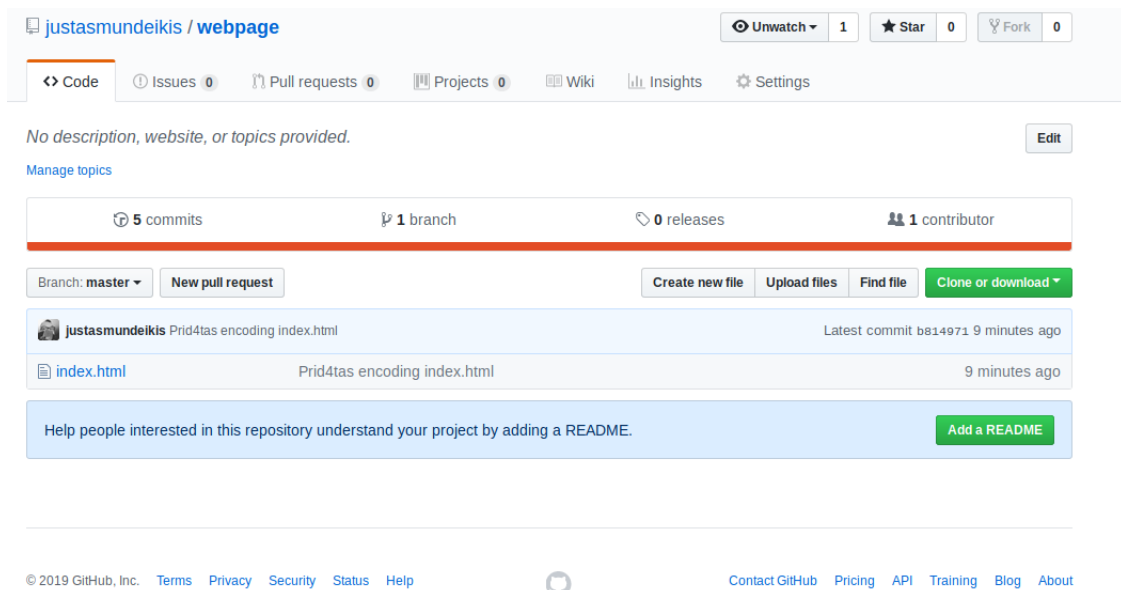 justasmundeikis / webpage Unwatch 1 Star 0 Fork 0
Code Issues 0 Pull requests 0 Projects 0 Wiki Insights Settings
No description, website, or topics provided. Edit
Manage topics
5 commits 1 branch 0 releases 1 contributor
Branch: master New pull request Create new file Upload files Find file Clone or download
justasmundeikis Prid4tas encoding index.html Latest commit b814971 9 minutes ago
index.html Prid4tas encoding index.html 9 minutes ago
Help people interested in this repository understand your project by adding a README. Add a README
© 2019 GitHub, Inc. Terms Privacy Security Status Help Contact GitHub Pricing API Training Blog About